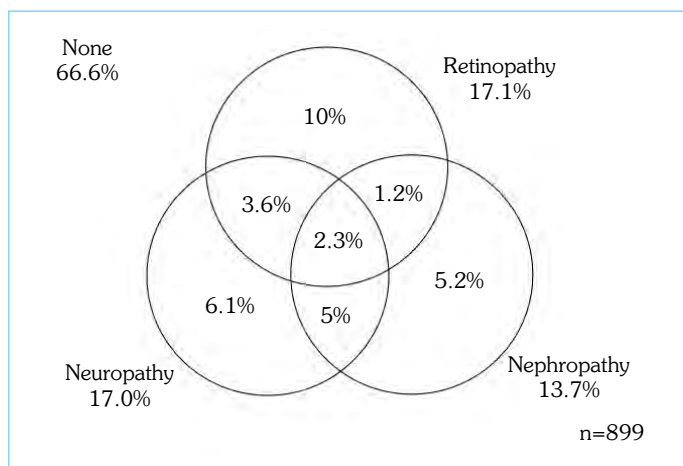 None
66.6%
Retinopathy
17.1%
10%
3.6%
1.2%
2.3%
6.1%
5%
5.2%
Neuropathy
17.0%
Nephropathy
13.7%
n=899